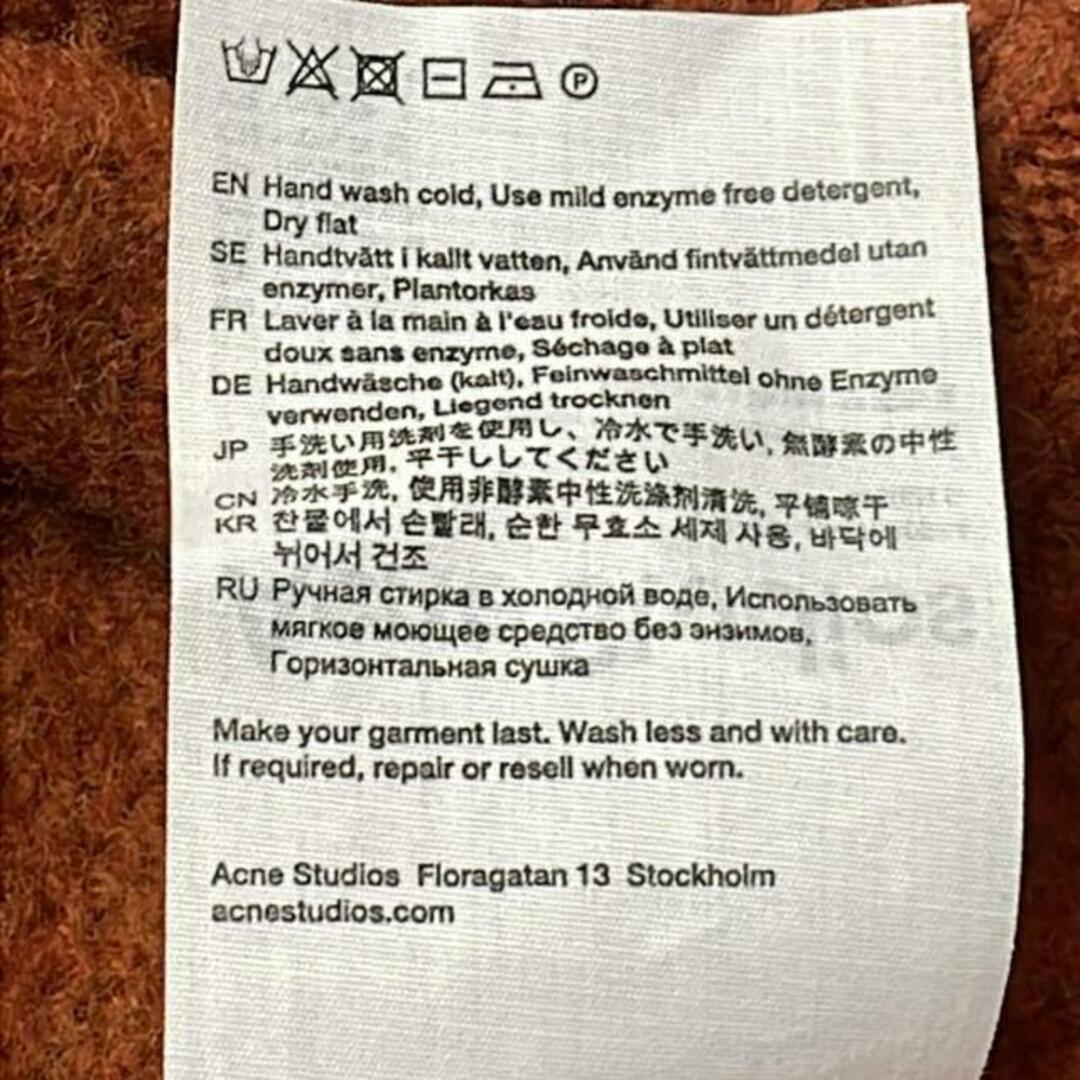 P
EN Hand wash cold, Use mild enzyme free detergent,
Dry flat
SE Handtvätt i kallt vatten, Använd fintvättmedel utan
enzymer, Plantorkas
FR Laver à la main à l'eau froide, Utiliser un détergent
doux sans enzyme, Séchage à plat
DE Handwäsche (kalt), Feinwaschmittel ohne Enzyme
verwenden, Liegend trocknen
JP 手洗い用洗剤を使用し、冷水で手洗い, 無酵素の中性
洗剤使用, 平干ししてください
CN 冷水手洗, 使用非酵素中性洗涤剂清洗, 平铺晾干
KR 찬물에서 손빨래, 순한 무효소 세제 사용, 바닥에
뉘어서 건조
RU Ручная стирка в холодной воде, Использовать
мягкое моющее средство без энзимов,
Горизонтальная сушка
Make your garment last. Wash less and with care.
If required, repair or resell when worn.
Acne Studios Floragatan 13 Stockholm
acnestudios.com